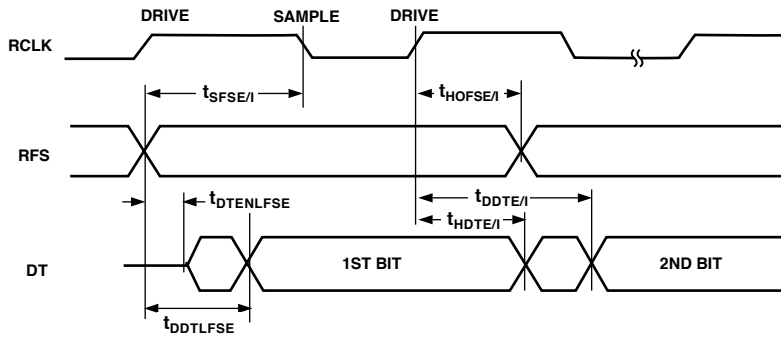 DRIVE SAMPLE DRIVE
RCLK
tSFSE/I tHOFSE/I
RFS
tDTENLFSE tDDTE/I
tHDTE/I
DT 1ST BIT 2ND BIT
tDDTLFSE